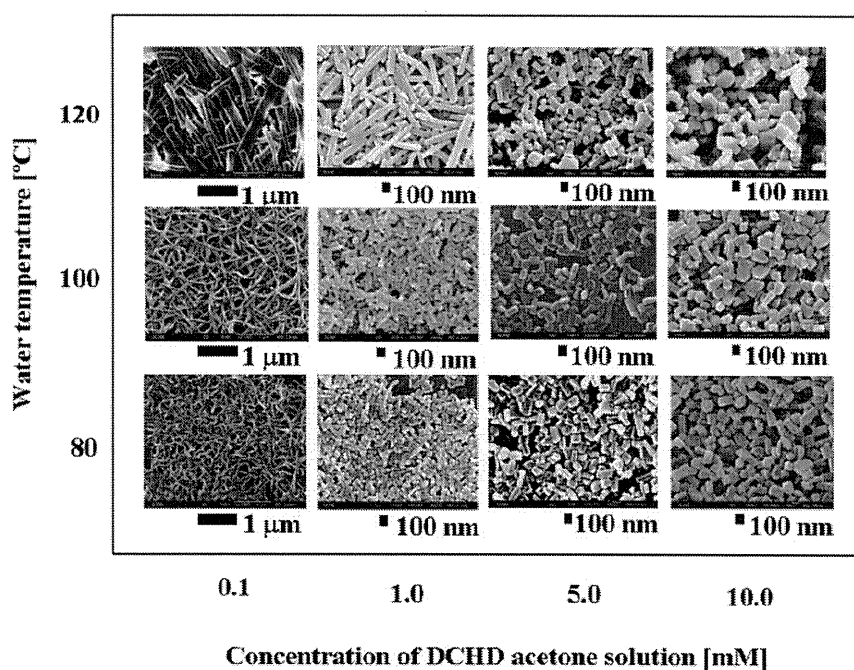 Water temperature [°C]
120
1 μm
100 nm
100 nm
100 nm
100
1 μm
100 nm
100 nm
100 nm
80
1 μm
100 nm
100 nm
100 nm
0.1
1.0
5.0
10.0
Concentration of DCHD acetone solution [mM]